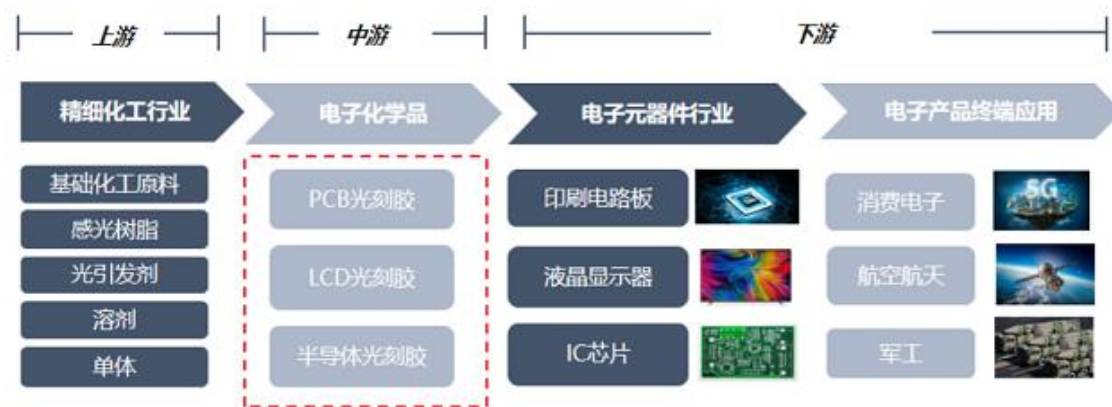 上游
中游
下游
精细化工行业
电子化学品
电子元器件行业
电子产品终端应用
基础化工原料
感光树脂
光引发剂
溶剂
单体
PCB光刻胶
LCD光刻胶
半导体光刻胶
印刷电路板
液晶显示器
IC芯片
消费电子
航空航天
军工
5G